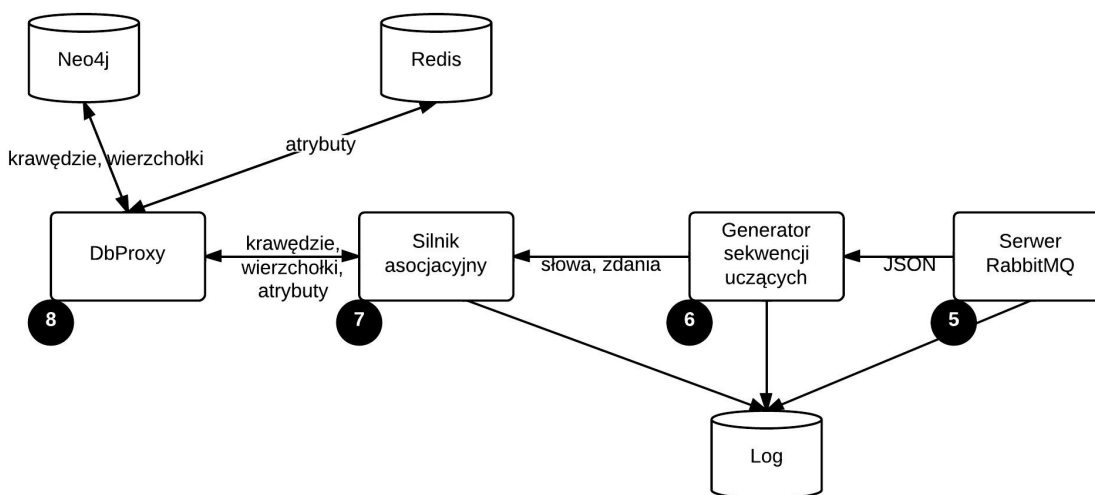 Neo4j
Redis
krawędzie, wierzchołki
atrybuty
DbProxy
krawędzie,
wierzchołki,
atrybuty
Silnik
asocjacyjny
słowa, zdania
Generator
sekwencji
uczących
JSON
Serwer
RabbitMQ
8
7
6
5
Log